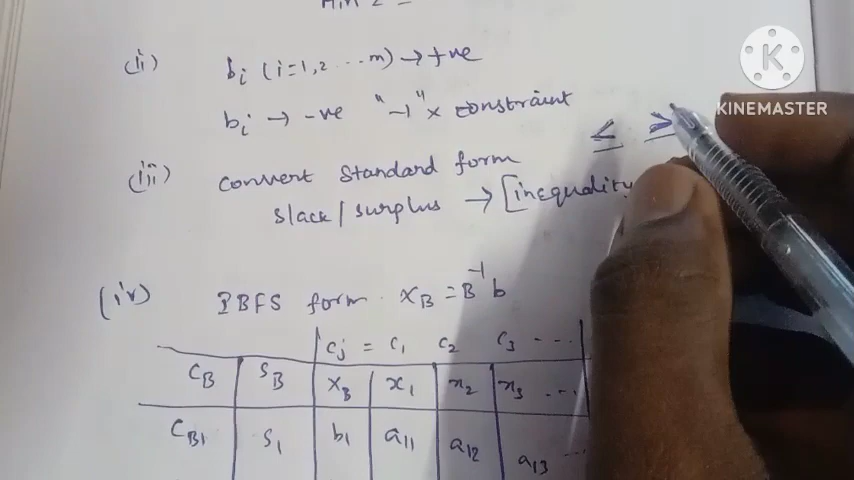 Min Z =
(ii) bi (i=1,2 ... m) → +ve
bi → -ve "-1" x constraint
≤ ≥
(iii) convert standard form
slack/surplus → [inequality
(iv) IBFS form. XB = B^-1 b
cj = c1 c2 c3 ...
CB SB XB x1 x2 x3 ...
CB1 S1 b1 a11 a12 a13 ...
K
KINEMASTER